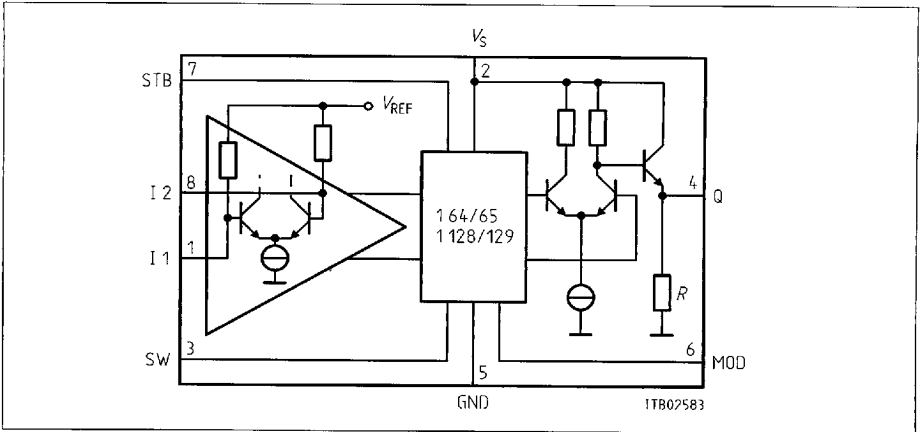 V_S
7
2
STB
V_REF
8
4
I 2
Q
1 64/65
1 128/129
1
I 1
R
3
6
SW
5
MOD
GND
ITB02583